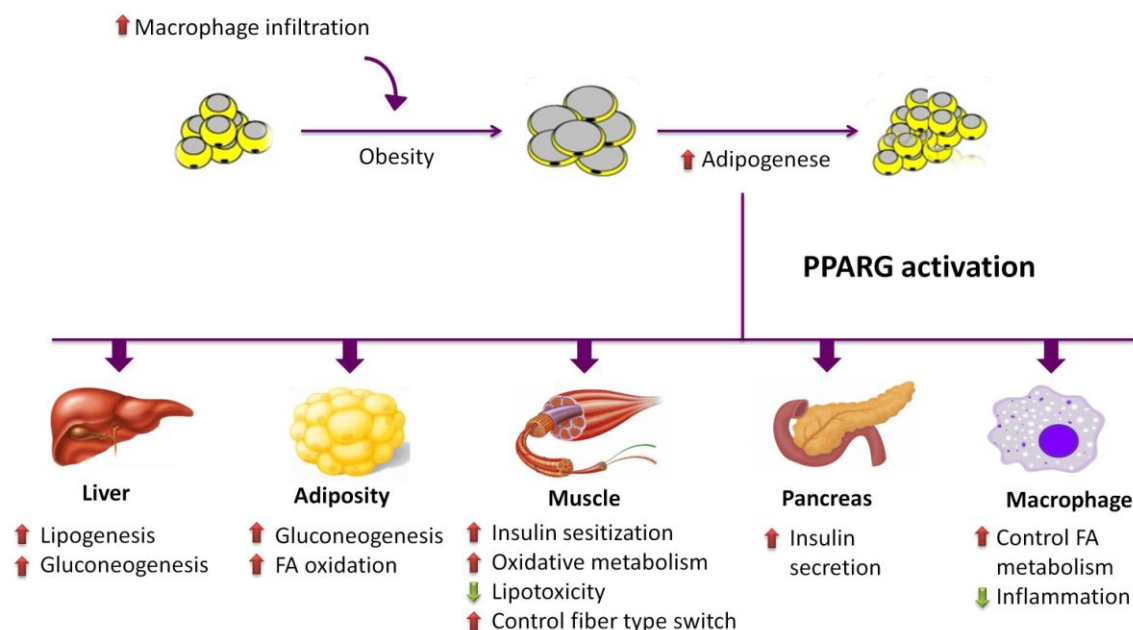 Macrophage infiltration
Obesity
Adipogenese
PPARG activation
Liver
Lipogenesis
Gluconeogenesis
Adiposity
Gluconeogenesis
FA oxidation
Muscle
Insulin sesitization
Oxidative metabolism
Lipotoxicity
Control fiber type switch
Pancreas
Insulin
secretion
Macrophage
Control FA
metabolism
Inflammation